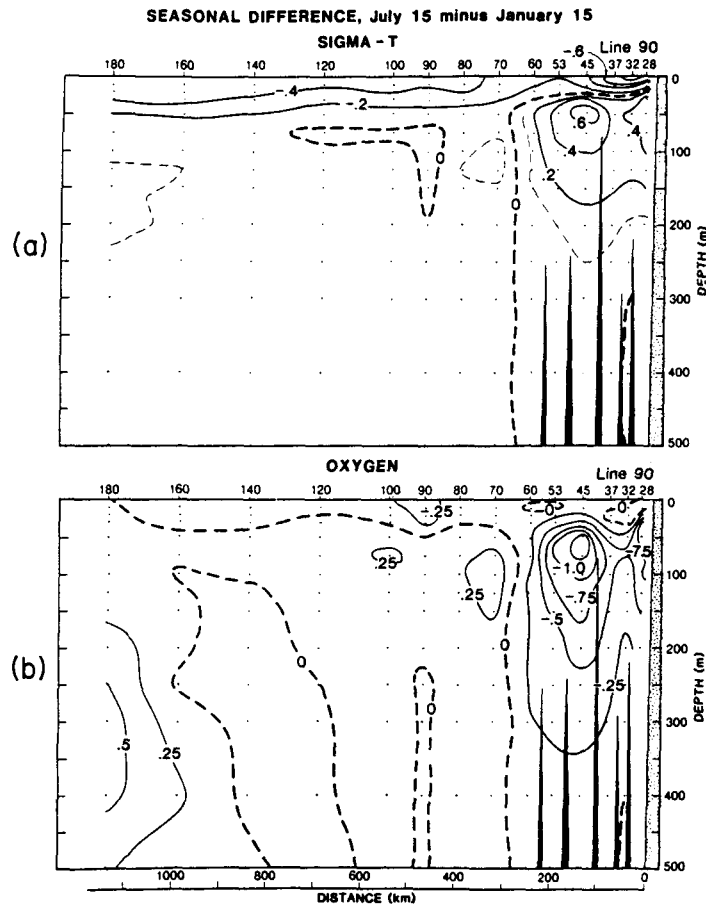 SEASONAL DIFFERENCE, July 15 minus January 15
SIGMA-T
-.6 Line 90
180 160 140 120 100 90 80 70 60 53 45 37 32 28
(a)
0
-.4
-.2
0
.6
.4
.4
.2
0
100
200
300
400
500
DEPTH (m)
OXYGEN
Line 90
180 160 140 120 100 90 80 70 60 53 45 37 32 28
(b)
0
-.25
0
0
.25
.25
-.75
-1.0
-.75
-.5
0
0
0
-.25
.5
.25
100
200
300
400
500
DEPTH (m)
1000 800 600 400 200 0
DISTANCE (km)